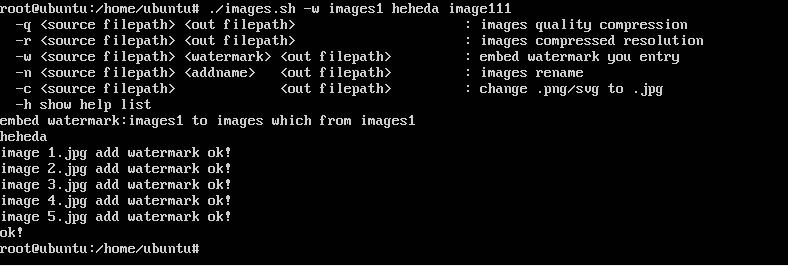 root@ubuntu:/home/ubuntu# ./images.sh -w images1 heheda image111
-q <source filepath> <out filepath> : images quality compression
-r <source filepath> <out filepath> : images compressed resolution
-w <source filepath> <watermark> <out filepath> : embed watermark you entry
-n <source filepath> <addname> <out filepath> : images rename
-c <source filepath> <out filepath> : change .png/svg to .jpg
-h show help list
embed watermark:images1 to images which from images1
heheda
image 1.jpg add watermark ok!
image 2.jpg add watermark ok!
image 3.jpg add watermark ok!
image 4.jpg add watermark ok!
image 5.jpg add watermark ok!
ok!
root@ubuntu:/home/ubuntu#